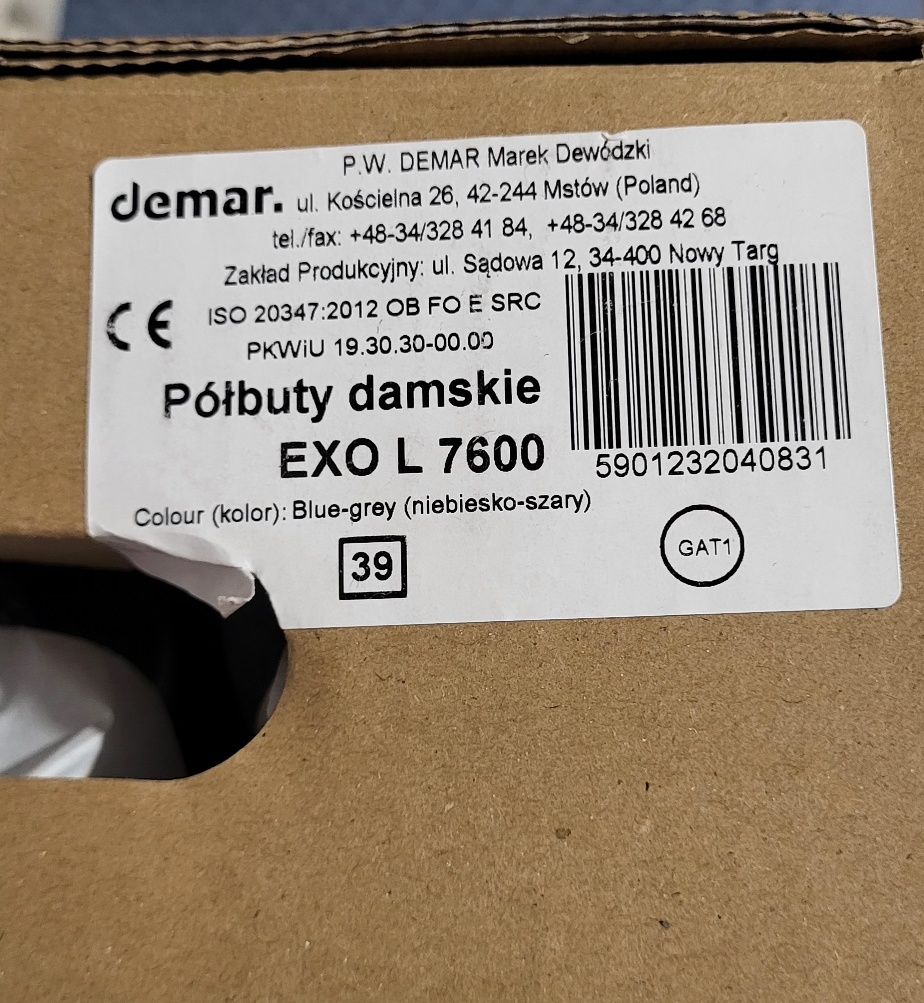 P.W. DEMAR Marek Dewódzki
demar. ul. Kościelna 26, 42-244 Mstów (Poland)
tel./fax: +48-34/328 41 84, +48-34/328 42 68
Zakład Produkcyjny: ul. Sądowa 12, 34-400 Nowy Targ
CE ISO 20347:2012 OB FO E SRC
PKWiU 19.30.30-00.00
Półbuty damskie
EXO L 7600
5901232040831
Colour (kolor): Blue-grey (niebiesko-szary)
39
GAT1